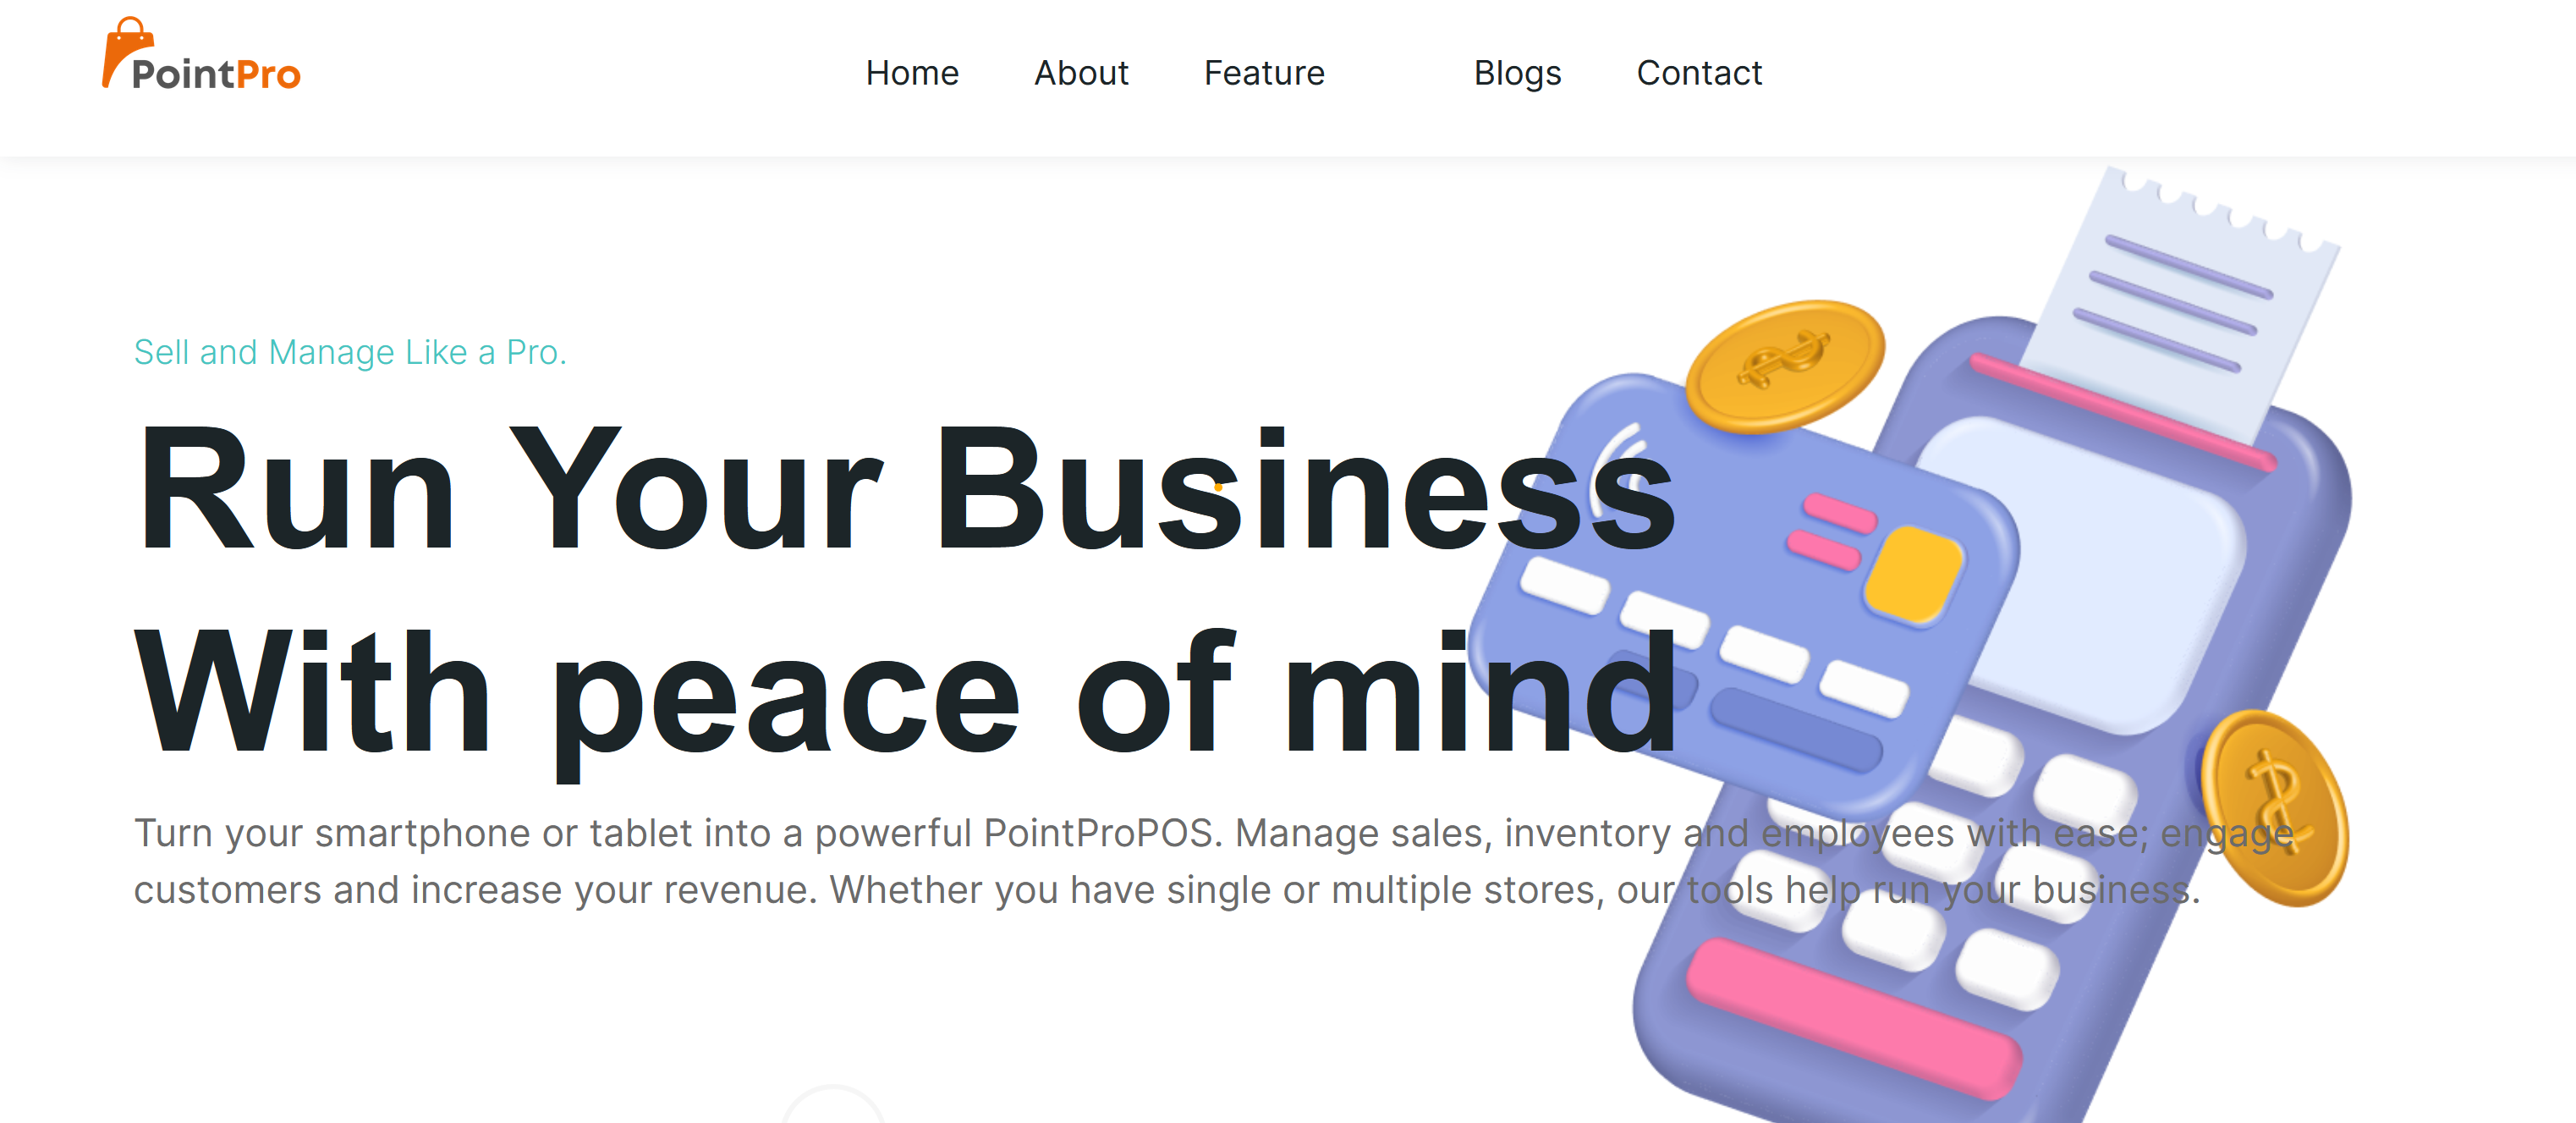 PointPro
Home About Feature Blogs Contact
Sell and Manage Like a Pro.
Run Your Business
With peace of mind
Turn your smartphone or tablet into a powerful PointProPOS. Manage sales, inventory and employees with ease; engage
customers and increase your revenue. Whether you have single or multiple stores, our tools help run your business.